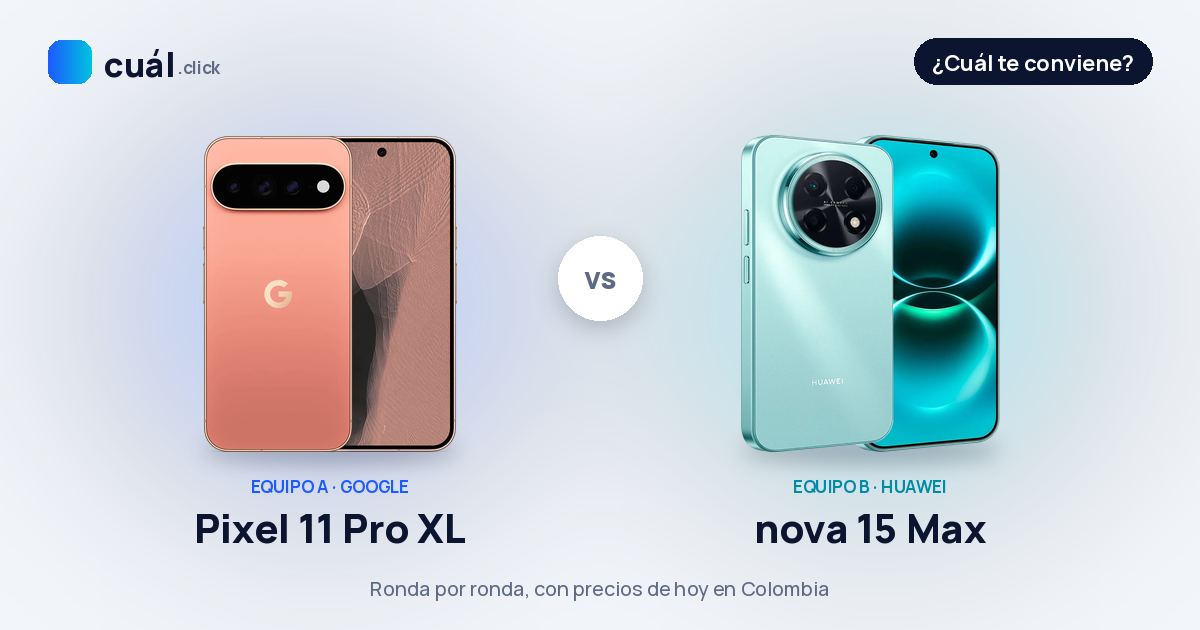 cuál.click
¿Cuál te conviene?
G
VS
HUAWEI
EQUIPO A · GOOGLE
EQUIPO B · HUAWEI
Pixel 11 Pro XL
nova 15 Max
Ronda por ronda, con precios de hoy en Colombia